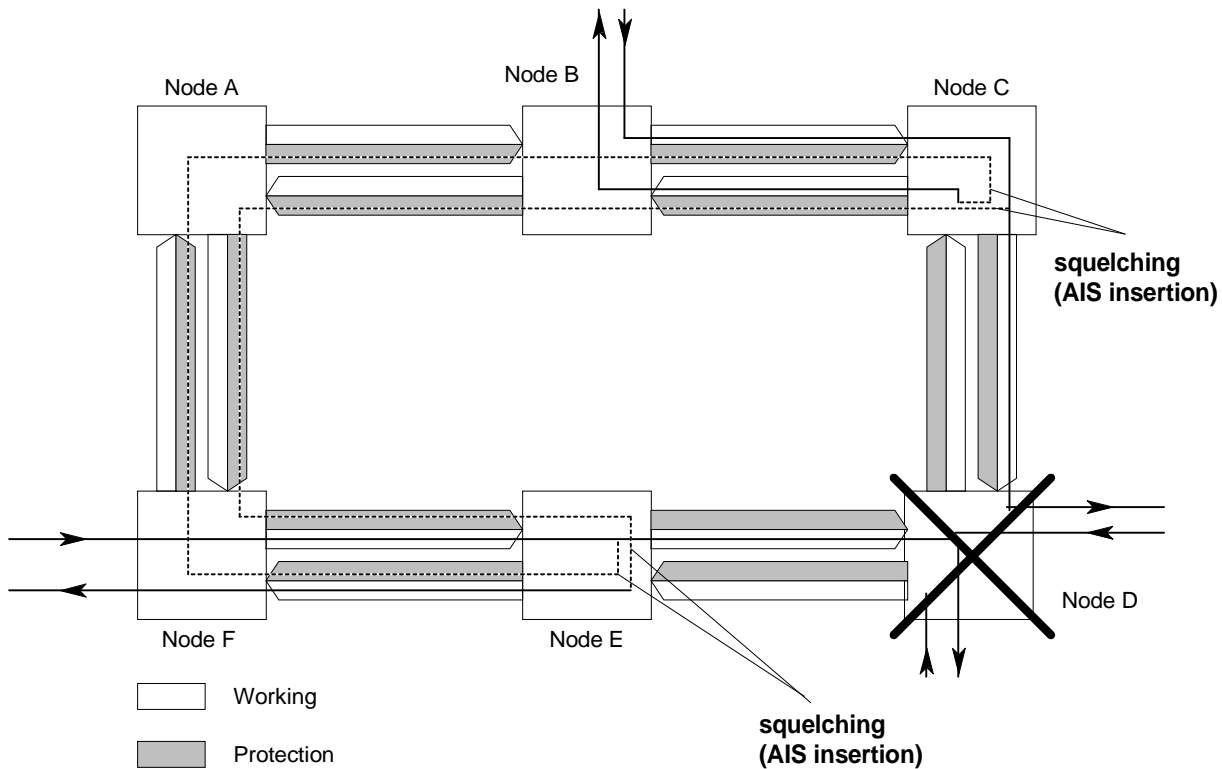 Node B
Node A
Node C
squelching
(AIS insertion)
Node D
Node F
Node E
Working
squelching
(AIS insertion)
Protection